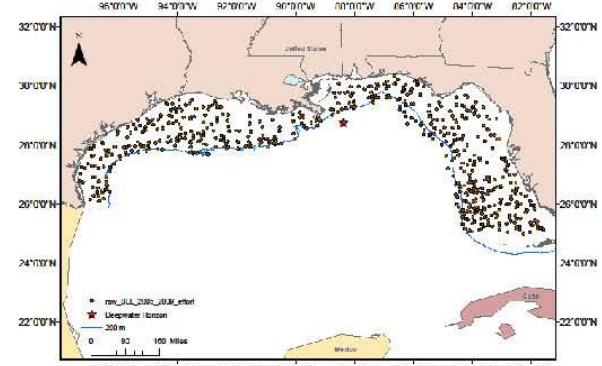 96°0'0"W 94°0'0"W 92°0'0"W 90°0'0"W 88°0'0"W 86°0'0"W 84°0'0"W 82°0'0"W
32°0'0"N 32°0'0"N
N
United States
30°0'0"N 30°0'0"N
28°0'0"N 28°0'0"N
26°0'0"N 26°0'0"N
24°0'0"N 24°0'0"N
Cuba
22°0'0"N 22°0'0"N
Deepwater Horizon
200 m
0 80 160 Miles
Mexico